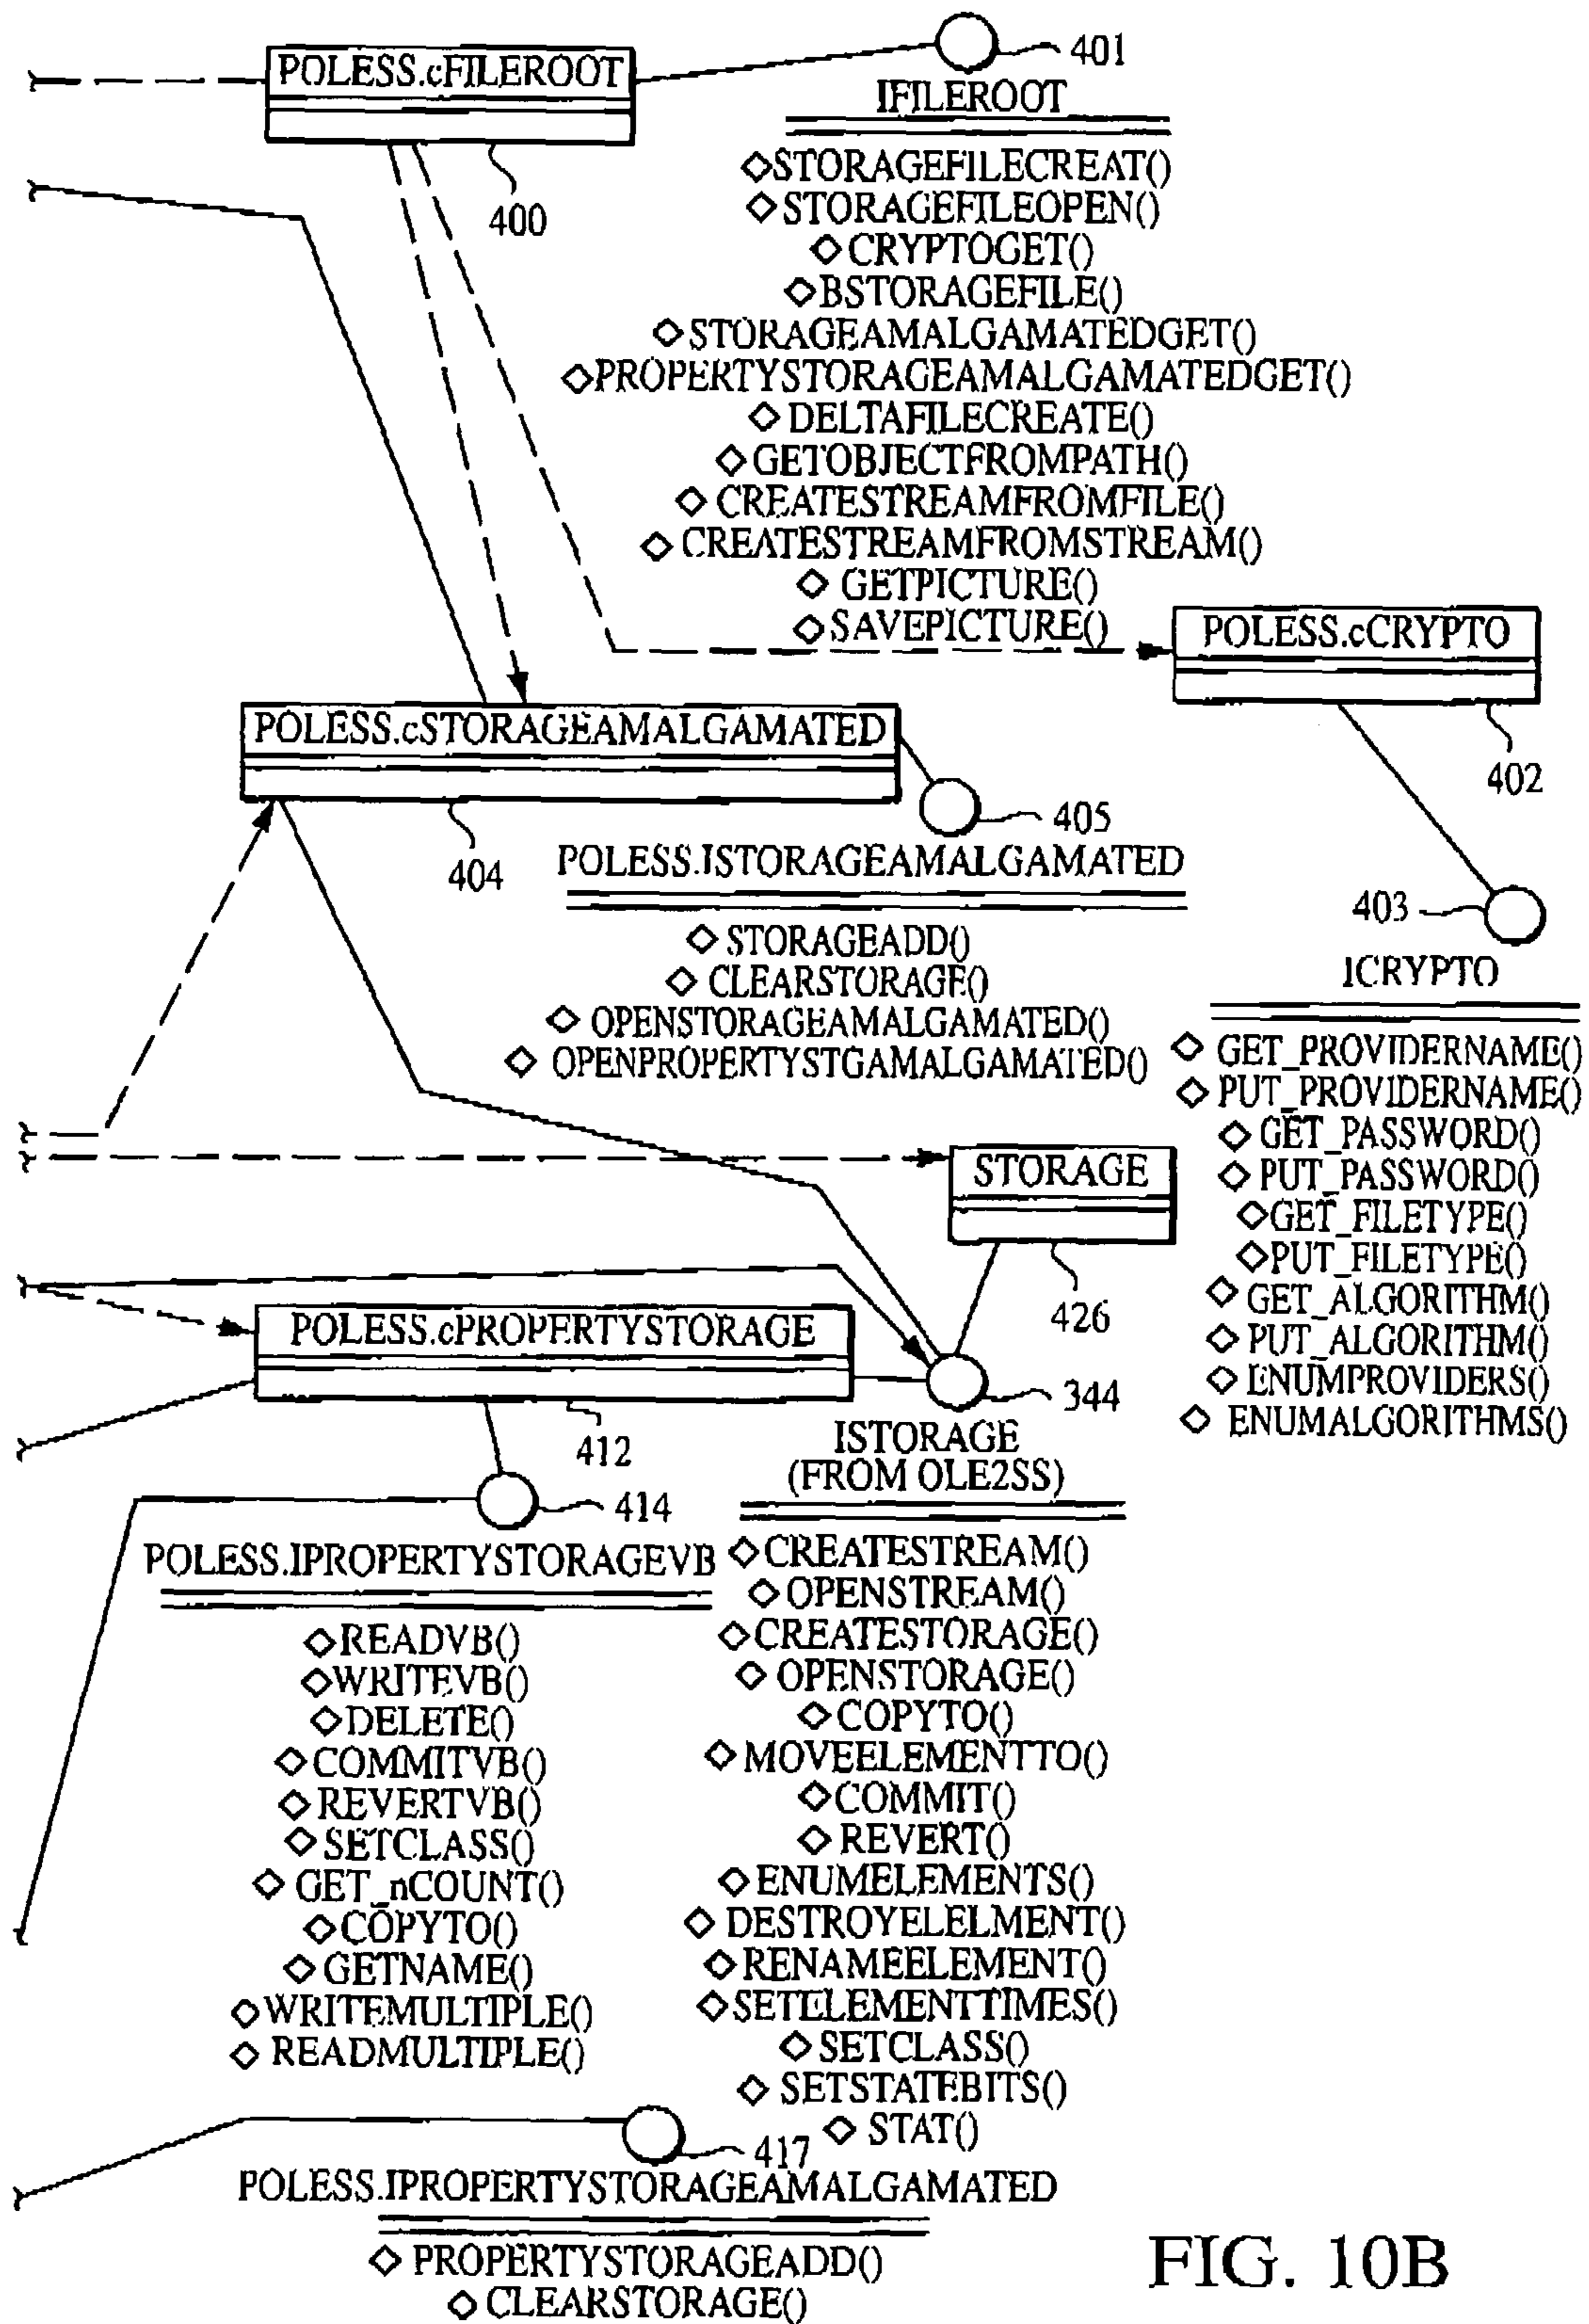 POLESS.cFILEROOT
400
401
IFILEROOT
◇STORAGEFILECREAT()
◇STORAGEFILEOPEN()
◇CRYPTOGET()
◇BSTORAGEFILE()
◇STORAGEAMALGAMATEDGET()
◇PROPERTYSTORAGEAMALGAMATEDGET()
◇DELTAFILECREATE()
◇GETOBJECTFROMPATH()
◇CREATESTREAMFROMFILE()
◇CREATESTREAMFROMSTREAM()
◇GETPICTURE()
◇SAVEPICTURE()
POLESS.cCRYPTO
402
403
ICRYPTO
◇GET_PROVIDERNAME()
◇PUT_PROVIDERNAME()
◇GET_PASSWORD()
◇PUT_PASSWORD()
◇GET_FILETYPE()
◇PUT_FILETYPE()
◇GET_ALGORITHM()
◇PUT_ALGORITHM()
◇ENUMPROVIDERS()
◇ENUMALGORITHMS()
POLESS.cSTORAGEAMALGAMATED
404
405
POLESS.ISTORAGEAMALGAMATED
◇STORAGEADD()
◇CLEARSTORAGE()
◇OPENSTORAGEAMALGAMATED()
◇OPENPROPERTYSTGAMALGAMATED()
STORAGE
426
POLESS.cPROPERTYSTORAGE
412
344
ISTORAGE
(FROM OLE2SS)
◇CREATESTREAM()
◇OPENSTREAM()
◇CREATESTORAGE()
◇OPENSTORAGE()
◇COPYTO()
◇MOVEELEMENTTO()
◇COMMIT()
◇REVERT()
◇ENUMELEMENTS()
◇DESTROYELELMENT()
◇RENAMEELEMENT()
◇SETELEMENTTIMES()
◇SETCLASS()
◇SETSTATEBITS()
◇STAT()
414
POLESS.IPROPERTYSTORAGEVB
◇READVB()
◇WRITEVB()
◇DELETE()
◇COMMITVB()
◇REVERTVB()
◇SETCLASS()
◇GET_nCOUNT()
◇COPYTO()
◇GETNAME()
◇WRITEMULTIPLE()
◇READMULTIPLE()
417
POLESS.IPROPERTYSTORAGEAMALGAMATED
◇PROPERTYSTORAGEADD()
◇CLEARSTORAGE()
FIG. 10B